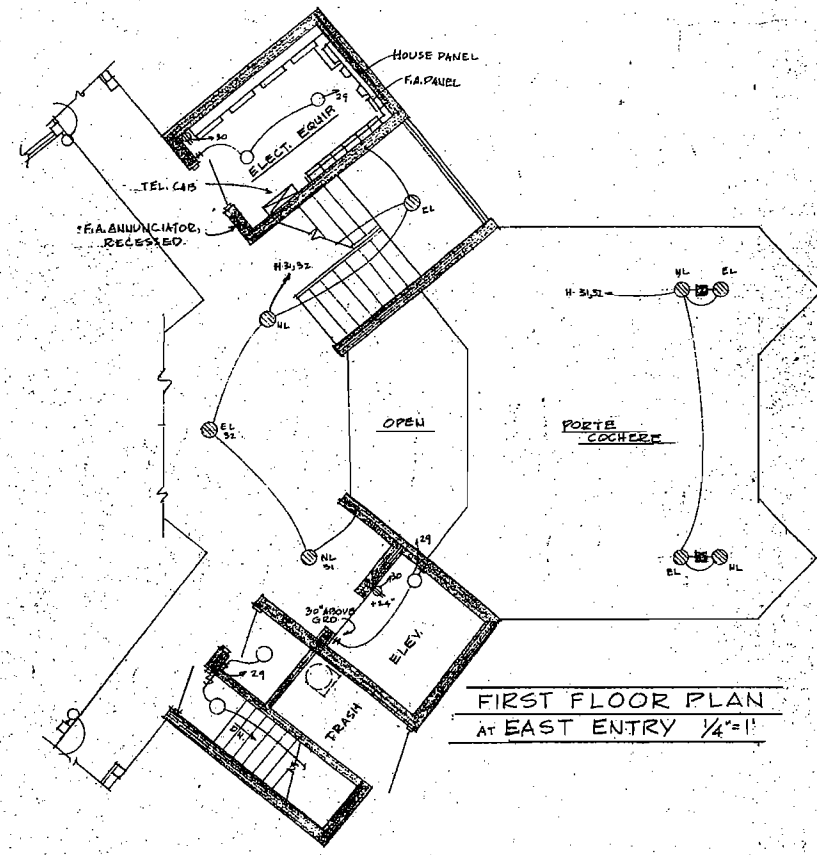 HOUSE PANEL
F.A. PANEL
29
30
ELECT. EQUIP.
TEL. CAB
F.A. ANNUNCIATOR,
RECESSED.
EL
H-31,32
NL
NL
EL
H-31,32
EL
32
OPEN
PORTE
COCHERE
NL
31
29
20
+24"
30" ABOVE
GRD.
EL
NL
ELEV.
29
TRASH
FIRST FLOOR PLAN
AT EAST ENTRY 1/4"=1'